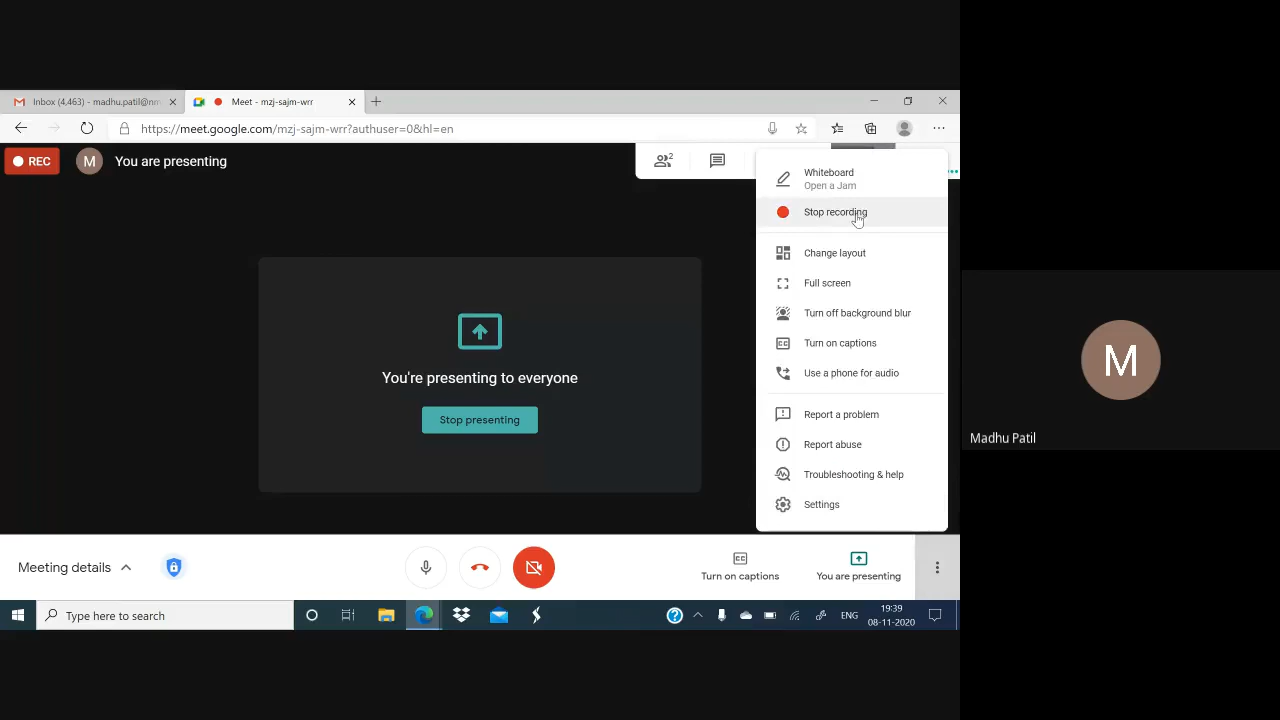 Inbox (4,463) - madhu.patil@nm
Meet - mzj-sajm-wrr
https://meet.google.com/mzj-sajm-wrr?authuser=0&hl=en
REC
M
You are presenting
2
Whiteboard
Open a Jam
Stop recording
Change layout
Full screen
Turn off background blur
Turn on captions
Use a phone for audio
Report a problem
Report abuse
Troubleshooting & help
Settings
You're presenting to everyone
Stop presenting
M
Madhu Patil
Meeting details
Turn on captions
You are presenting
Type here to search
ENG
19:39
08-11-2020